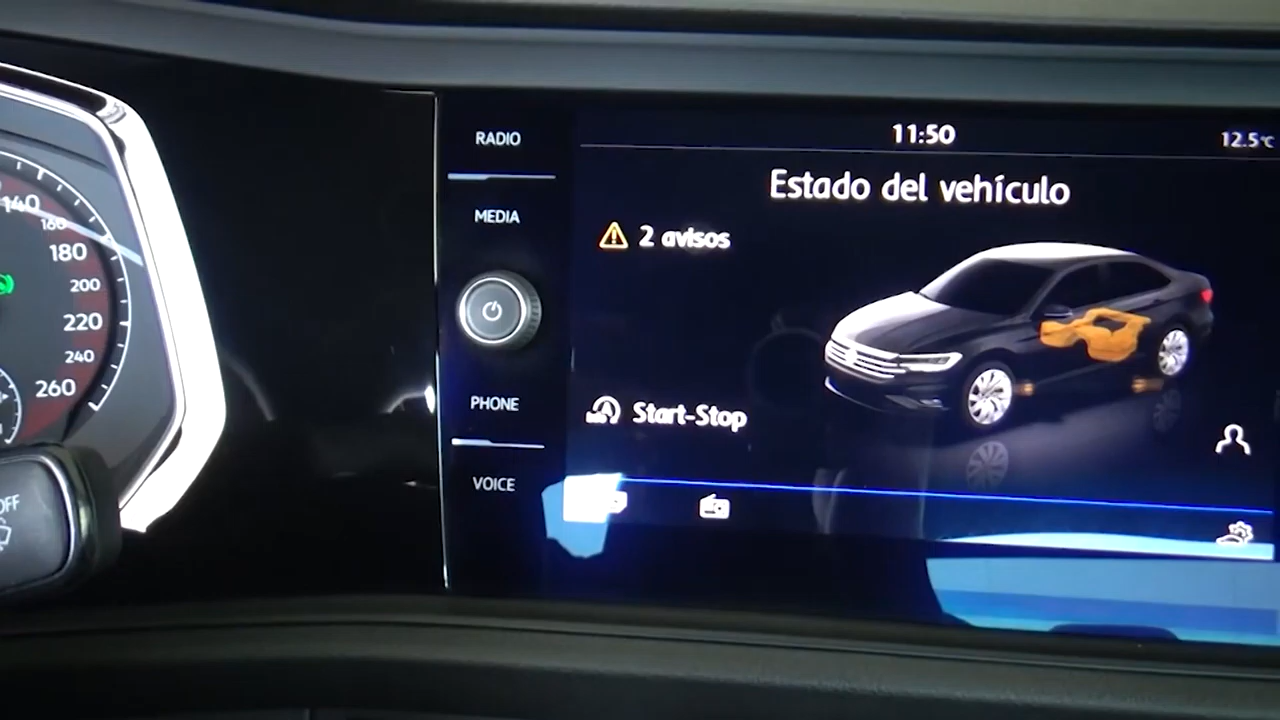 140
160
180
200
220
240
260
OFF
RADIO
MEDIA
PHONE
VOICE
11:50
12.5°C
Estado del vehículo
2 avisos
Start-Stop